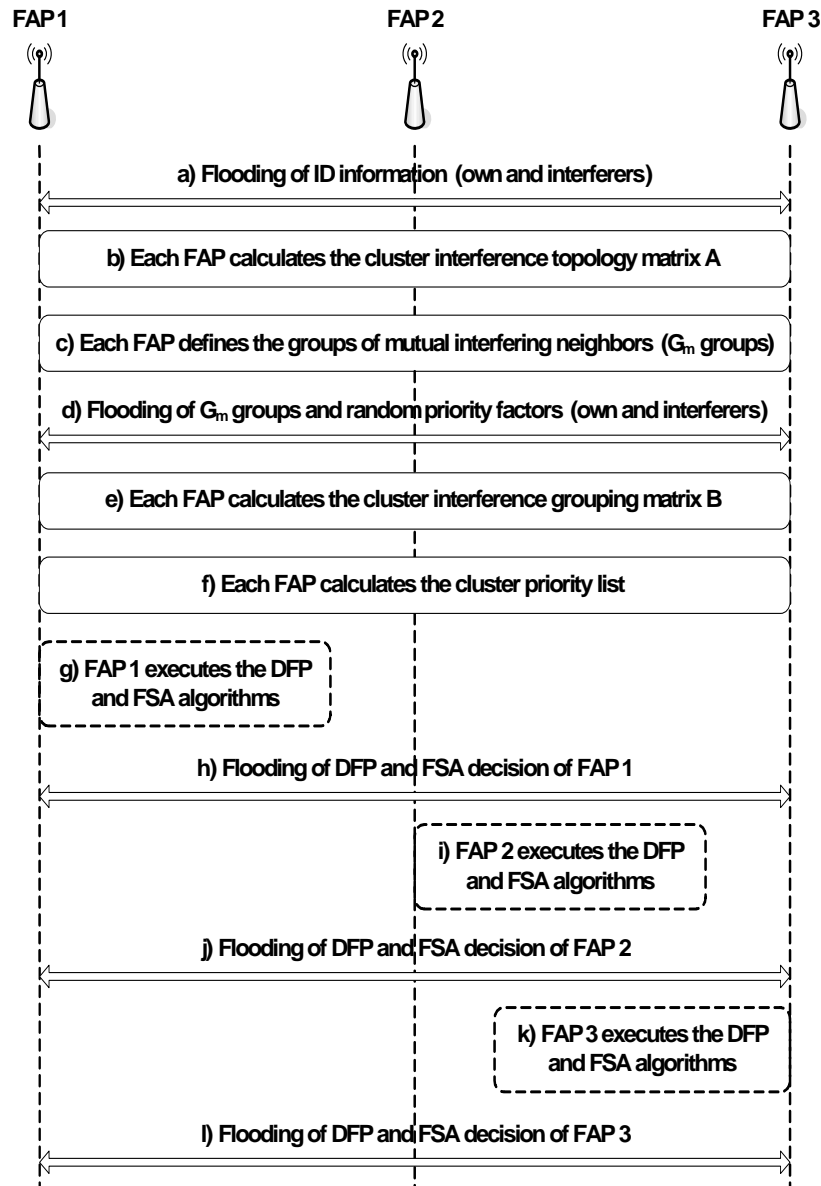 FAP 1
FAP 2
FAP 3
a) Flooding of ID information (own and interferers)
b) Each FAP calculates the cluster interference topology matrix A
c) Each FAP defines the groups of mutual interfering neighbors (Gm groups)
d) Flooding of Gm groups and random priority factors (own and interferers)
e) Each FAP calculates the cluster interference grouping matrix B
f) Each FAP calculates the cluster priority list
g) FAP 1 executes the DFP
and FSA algorithms
h) Flooding of DFP and FSA decision of FAP 1
i) FAP 2 executes the DFP
and FSA algorithms
j) Flooding of DFP and FSA decision of FAP 2
k) FAP 3 executes the DFP
and FSA algorithms
l) Flooding of DFP and FSA decision of FAP 3